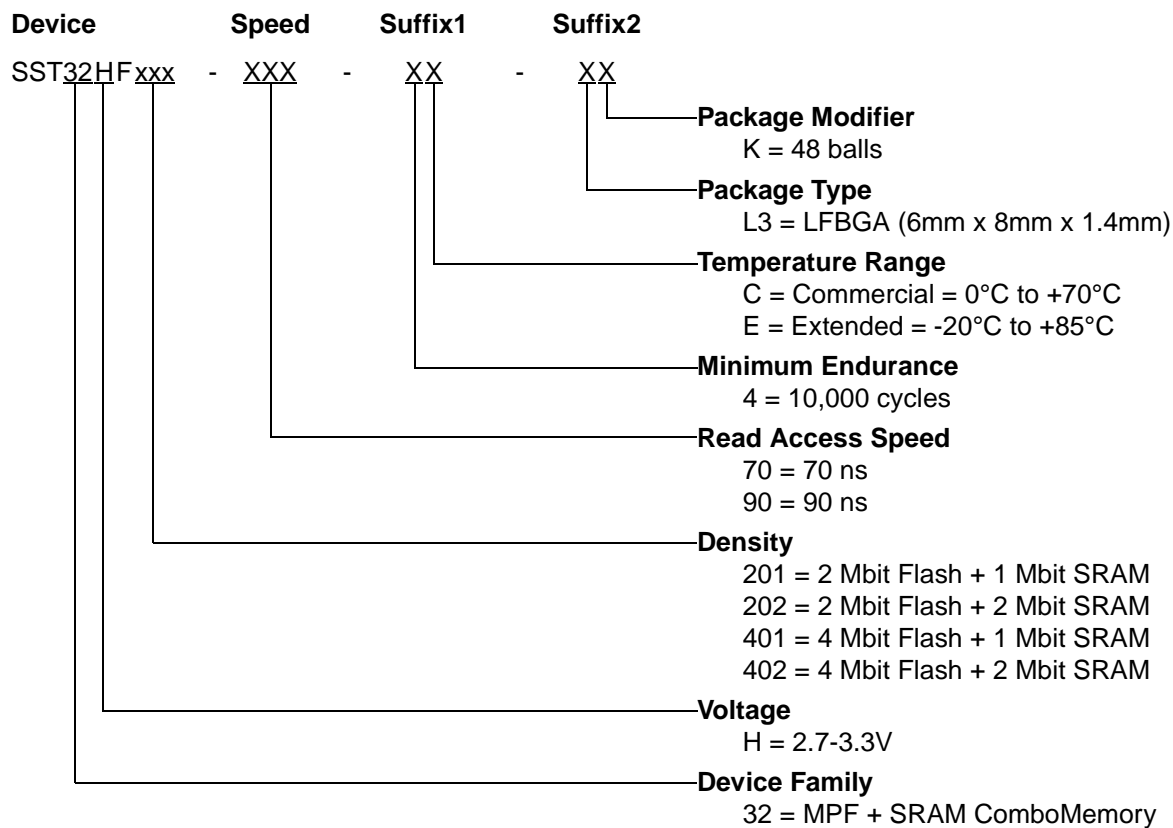 Device Speed Suffix1 Suffix2
SST32HFxxx - XXX - XX - XX
Package Modifier
K = 48 balls
Package Type
L3 = LFBGA (6mm x 8mm x 1.4mm)
Temperature Range
C = Commercial = 0°C to +70°C
E = Extended = -20°C to +85°C
Minimum Endurance
4 = 10,000 cycles
Read Access Speed
70 = 70 ns
90 = 90 ns
Density
201 = 2 Mbit Flash + 1 Mbit SRAM
202 = 2 Mbit Flash + 2 Mbit SRAM
401 = 4 Mbit Flash + 1 Mbit SRAM
402 = 4 Mbit Flash + 2 Mbit SRAM
Voltage
H = 2.7-3.3V
Device Family
32 = MPF + SRAM ComboMemory